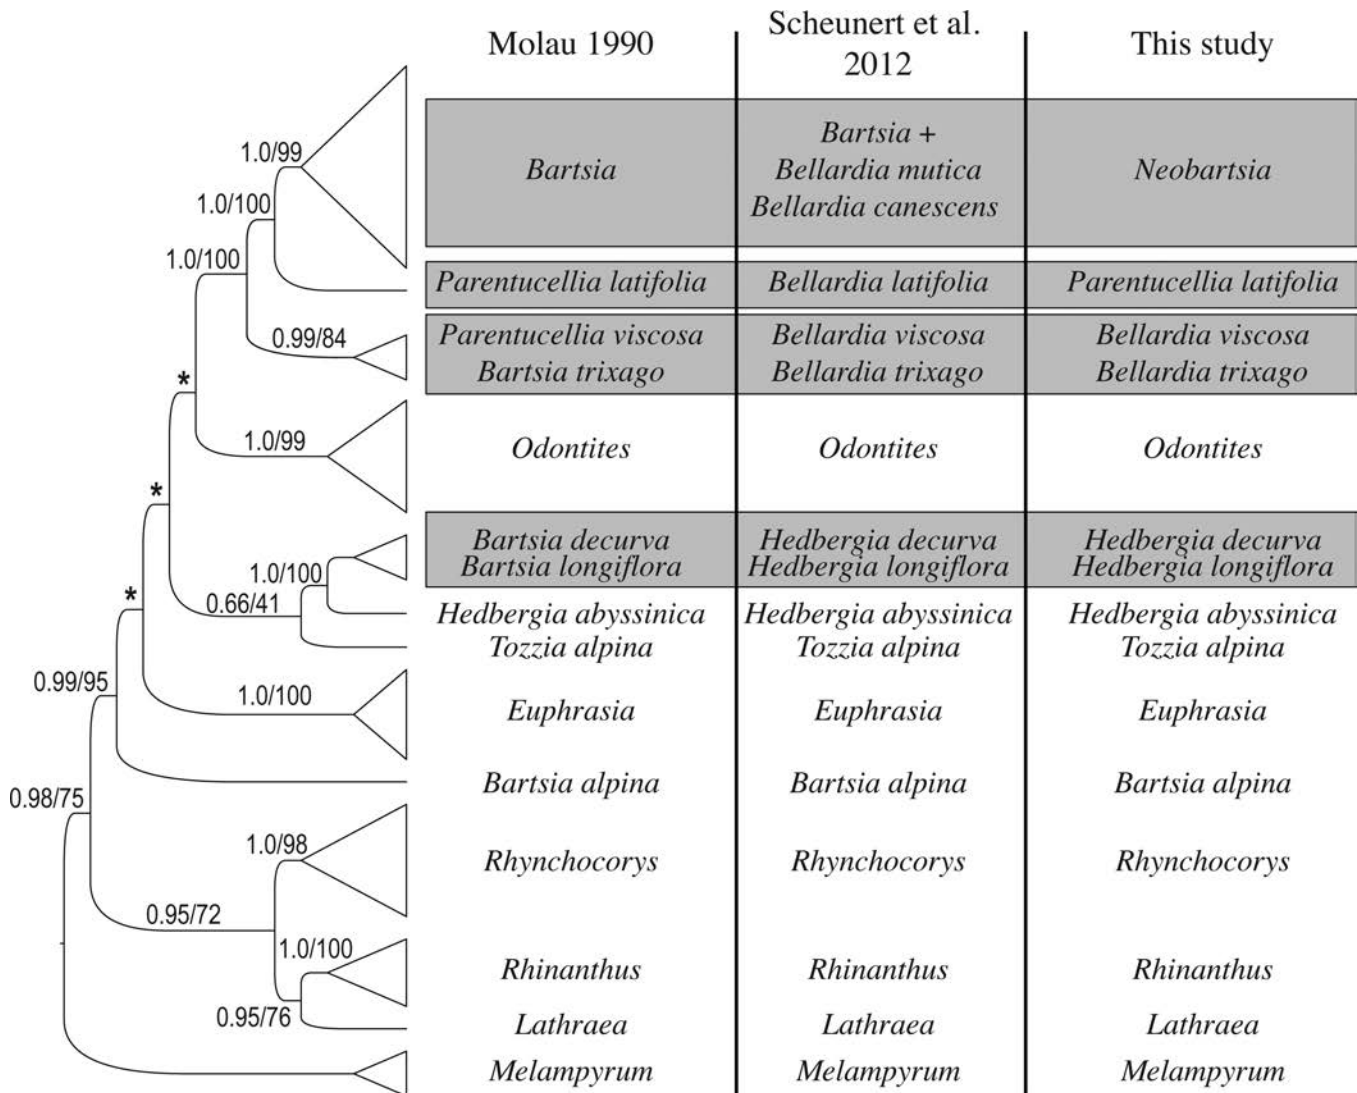 Molau 1990
Scheunert et al.
2012
This study
1.0/99
1.0/100
1.0/100
0.99/84
*
1.0/99
*
1.0/100
0.66/41
*
0.99/95
1.0/100
0.98/75
1.0/98
0.95/72
1.0/100
0.95/76
Bartsia
Bartsia +
Bellardia mutica
Bellardia canescens
Neobartsia
Parentucellia latifolia
Bellardia latifolia
Parentucellia latifolia
Parentucellia viscosa
Bellardia viscosa
Bellardia viscosa
Bartsia trixago
Bellardia trixago
Bellardia trixago
Odontites
Odontites
Odontites
Bartsia decurva
Hedbergia decurva
Hedbergia decurva
Bartsia longiflora
Hedbergia longiflora
Hedbergia longiflora
Hedbergia abyssinica
Hedbergia abyssinica
Hedbergia abyssinica
Tozzia alpina
Tozzia alpina
Tozzia alpina
Euphrasia
Euphrasia
Euphrasia
Bartsia alpina
Bartsia alpina
Bartsia alpina
Rhynchocorys
Rhynchocorys
Rhynchocorys
Rhinanthus
Rhinanthus
Rhinanthus
Lathraea
Lathraea
Lathraea
Melampyrum
Melampyrum
Melampyrum